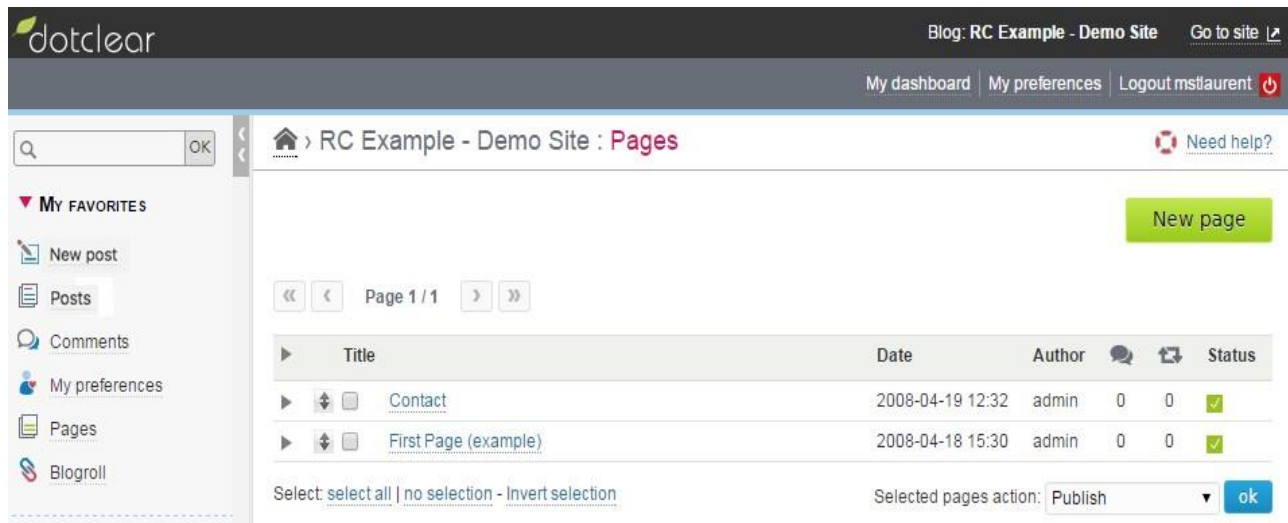 dotclear
Blog: RC Example - Demo Site Go to site
My dashboard My preferences Logout mstlaurent
OK
RC Example - Demo Site : Pages
Need help?
MY FAVORITES
New post
Posts
Comments
My preferences
Pages
Blogroll
New page
« ‹ Page 1 / 1 › »
Title Date Author Status
Contact 2008-04-19 12:32 admin 0 0
First Page (example) 2008-04-18 15:30 admin 0 0
Select: select all | no selection - Invert selection
Selected pages action: Publish ok